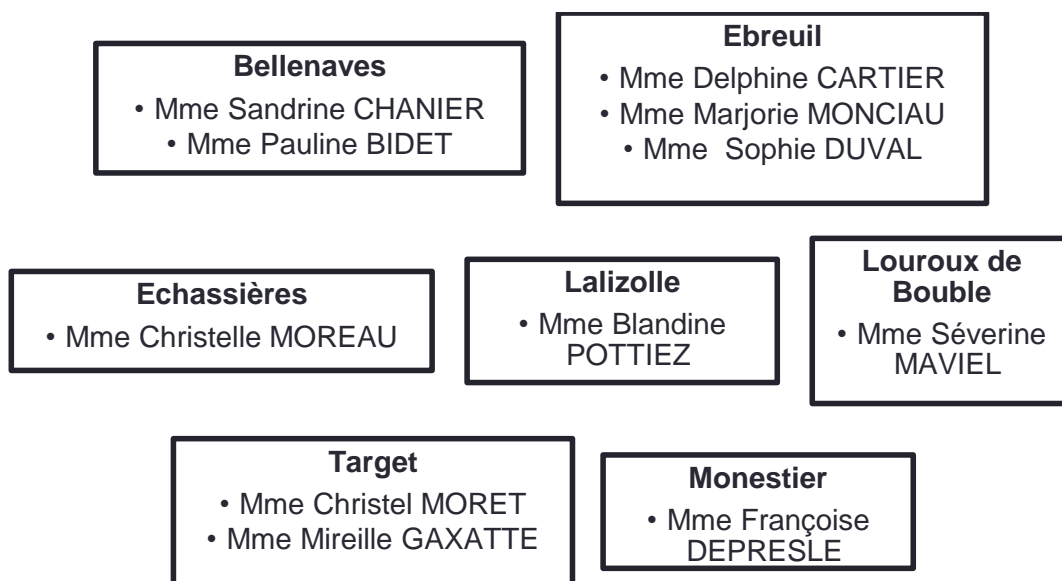 Bellenaves
• Mme Sandrine CHANIER
• Mme Pauline BIDET
Ebreuil
• Mme Delphine CARTIER
• Mme Marjorie MONCIAU
• Mme  Sophie DUVAL
Echassières
• Mme Christelle MOREAU
Lalizolle
• Mme Blandine
POTTIEZ
Louroux de
Bouble
• Mme Séverine
MAVIEL
Target
• Mme Christel MORET
• Mme Mireille GAXATTE
Monestier
• Mme Françoise
DEPRESLE